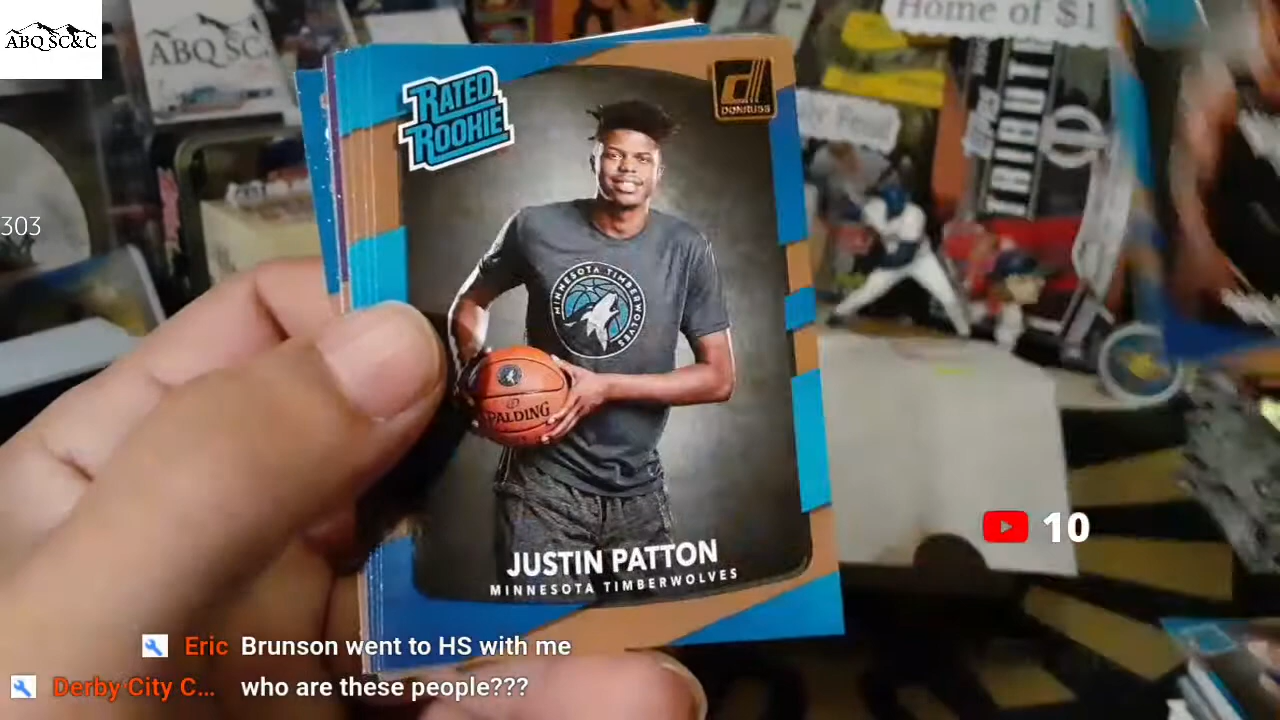 ABQ SC&C
ABQ SC
Home of $1
RATED
ROOKIE
DONRUSS
TRIBUTE
303
MINNESOTA TIMBERWOLVES
SPALDING
10
JUSTIN PATTON
MINNESOTA TIMBERWOLVES
Eric Brunson went to HS with me
Derby City C... who are these people???